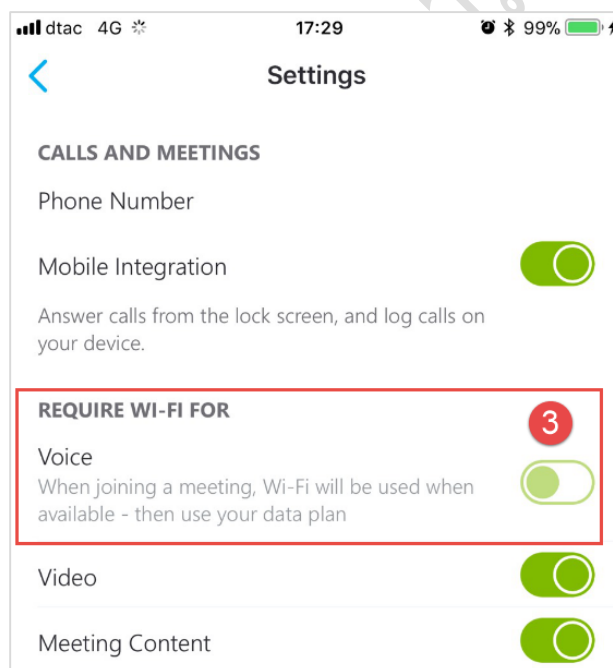 dtac 4G 17:29 99%
Settings
CALLS AND MEETINGS
Phone Number
Mobile Integration
Answer calls from the lock screen, and log calls on
your device.
REQUIRE WI-FI FOR
3
Voice
When joining a meeting, Wi-Fi will be used when
available - then use your data plan
Video
Meeting Content